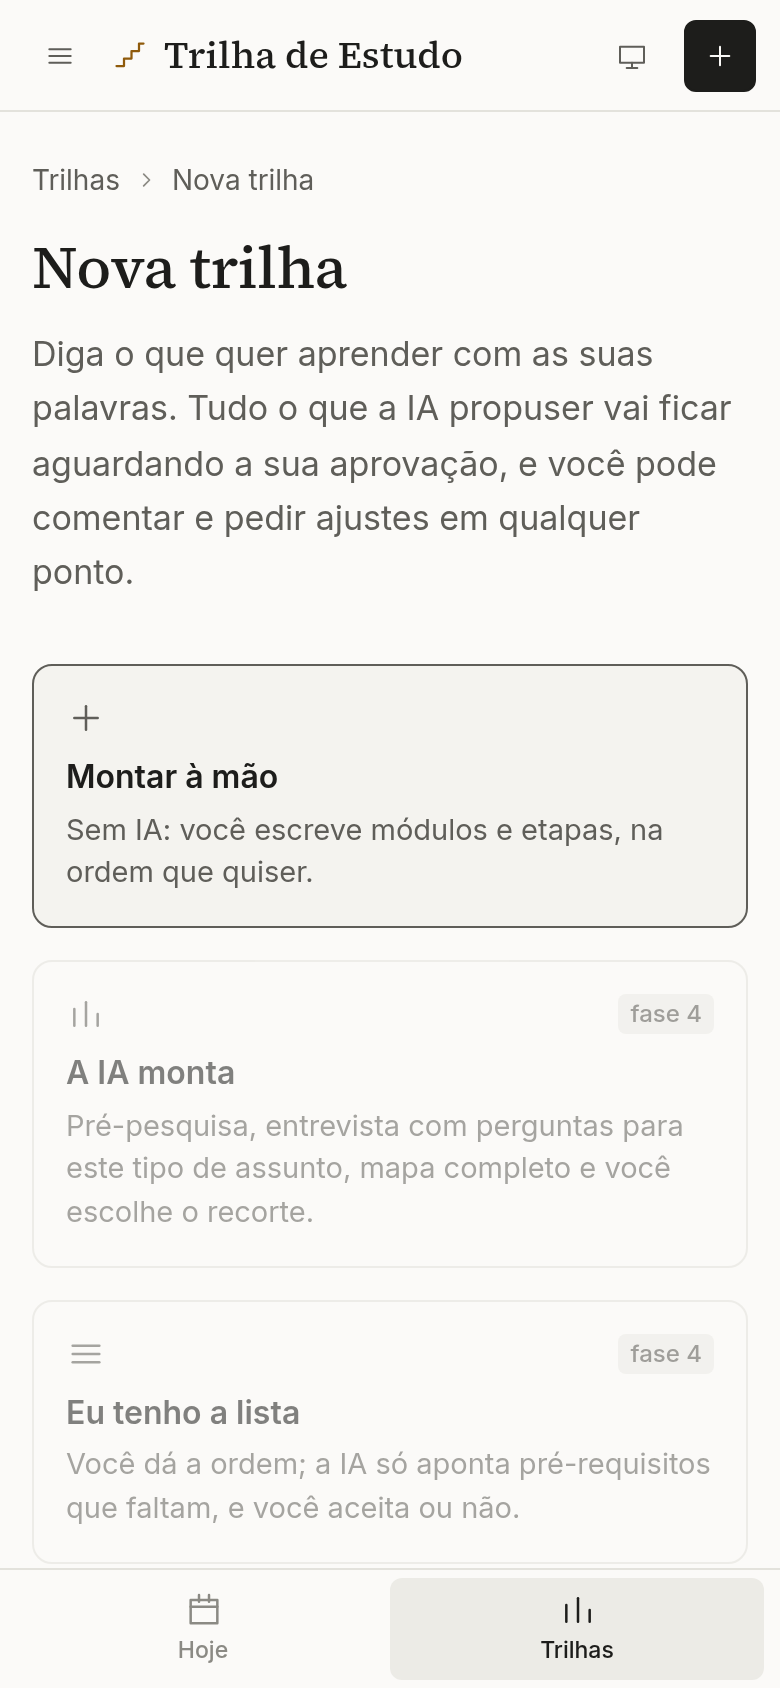 Trilha de Estudo
Trilhas
Nova trilha
Nova trilha
Diga o que quer aprender com as suas
palavras. Tudo o que a IA propuser vai ficar
aguardando a sua aprovação, e você pode
comentar e pedir ajustes em qualquer
ponto.
Montar à mão
Sem IA: você escreve módulos e etapas, na
ordem que quiser.
fase 4
A IA monta
Pré-pesquisa, entrevista com perguntas para
este tipo de assunto, mapa completo e você
escolhe o recorte.
fase 4
Eu tenho a lista
Você dá a ordem; a IA só aponta pré-requisitos
que faltam, e você aceita ou não.
Hoje
Trilhas